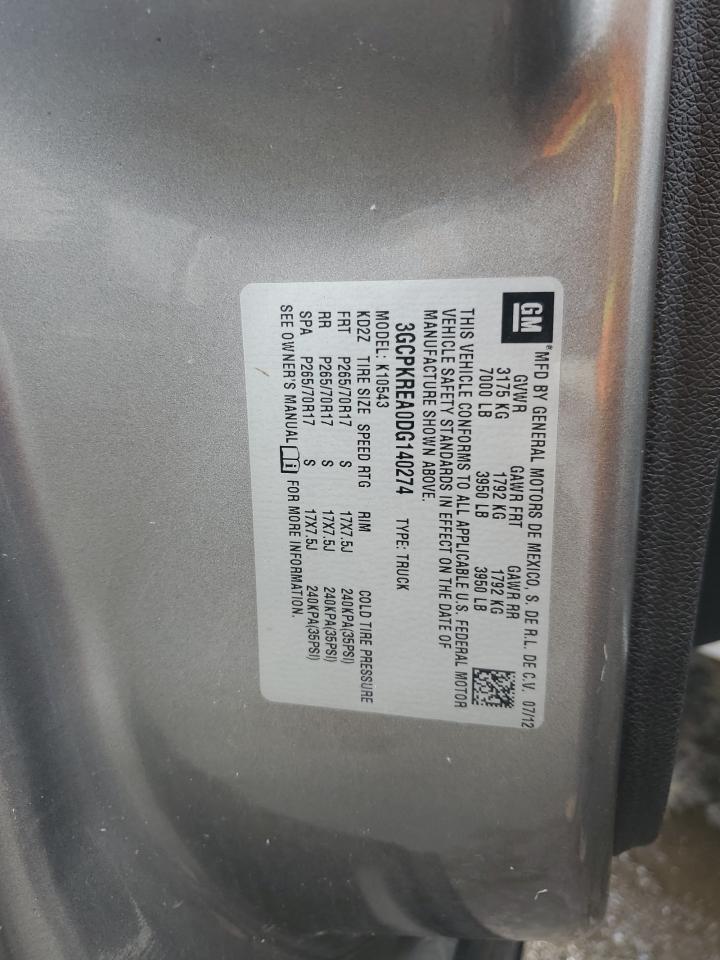 GM
® MFD BY GENERAL MOTORS DE MEXICO, S. DE R.L. DE C.V. 07/12
GVWR GAWR FRT GAWR RR
3175 KG 1792 KG 1792 KG
7000 LB 3950 LB 3950 LB
THIS VEHICLE CONFORMS TO ALL APPLICABLE U.S. FEDERAL MOTOR
VEHICLE SAFETY STANDARDS IN EFFECT ON THE DATE OF
MANUFACTURE SHOWN ABOVE.
3GCPKREA0DG140274 TYPE: TRUCK
MODEL: K10543
KD2Z TIRE SIZE SPEED RTG RIM COLD TIRE PRESSURE
FRT P265/70R17 S 17X7.5J 240KPA(35PSI)
RR P265/70R17 S 17X7.5J 240KPA(35PSI)
SPA P265/70R17 S 17X7.5J 240KPA(35PSI)
SEE OWNER'S MANUAL FOR MORE INFORMATION.